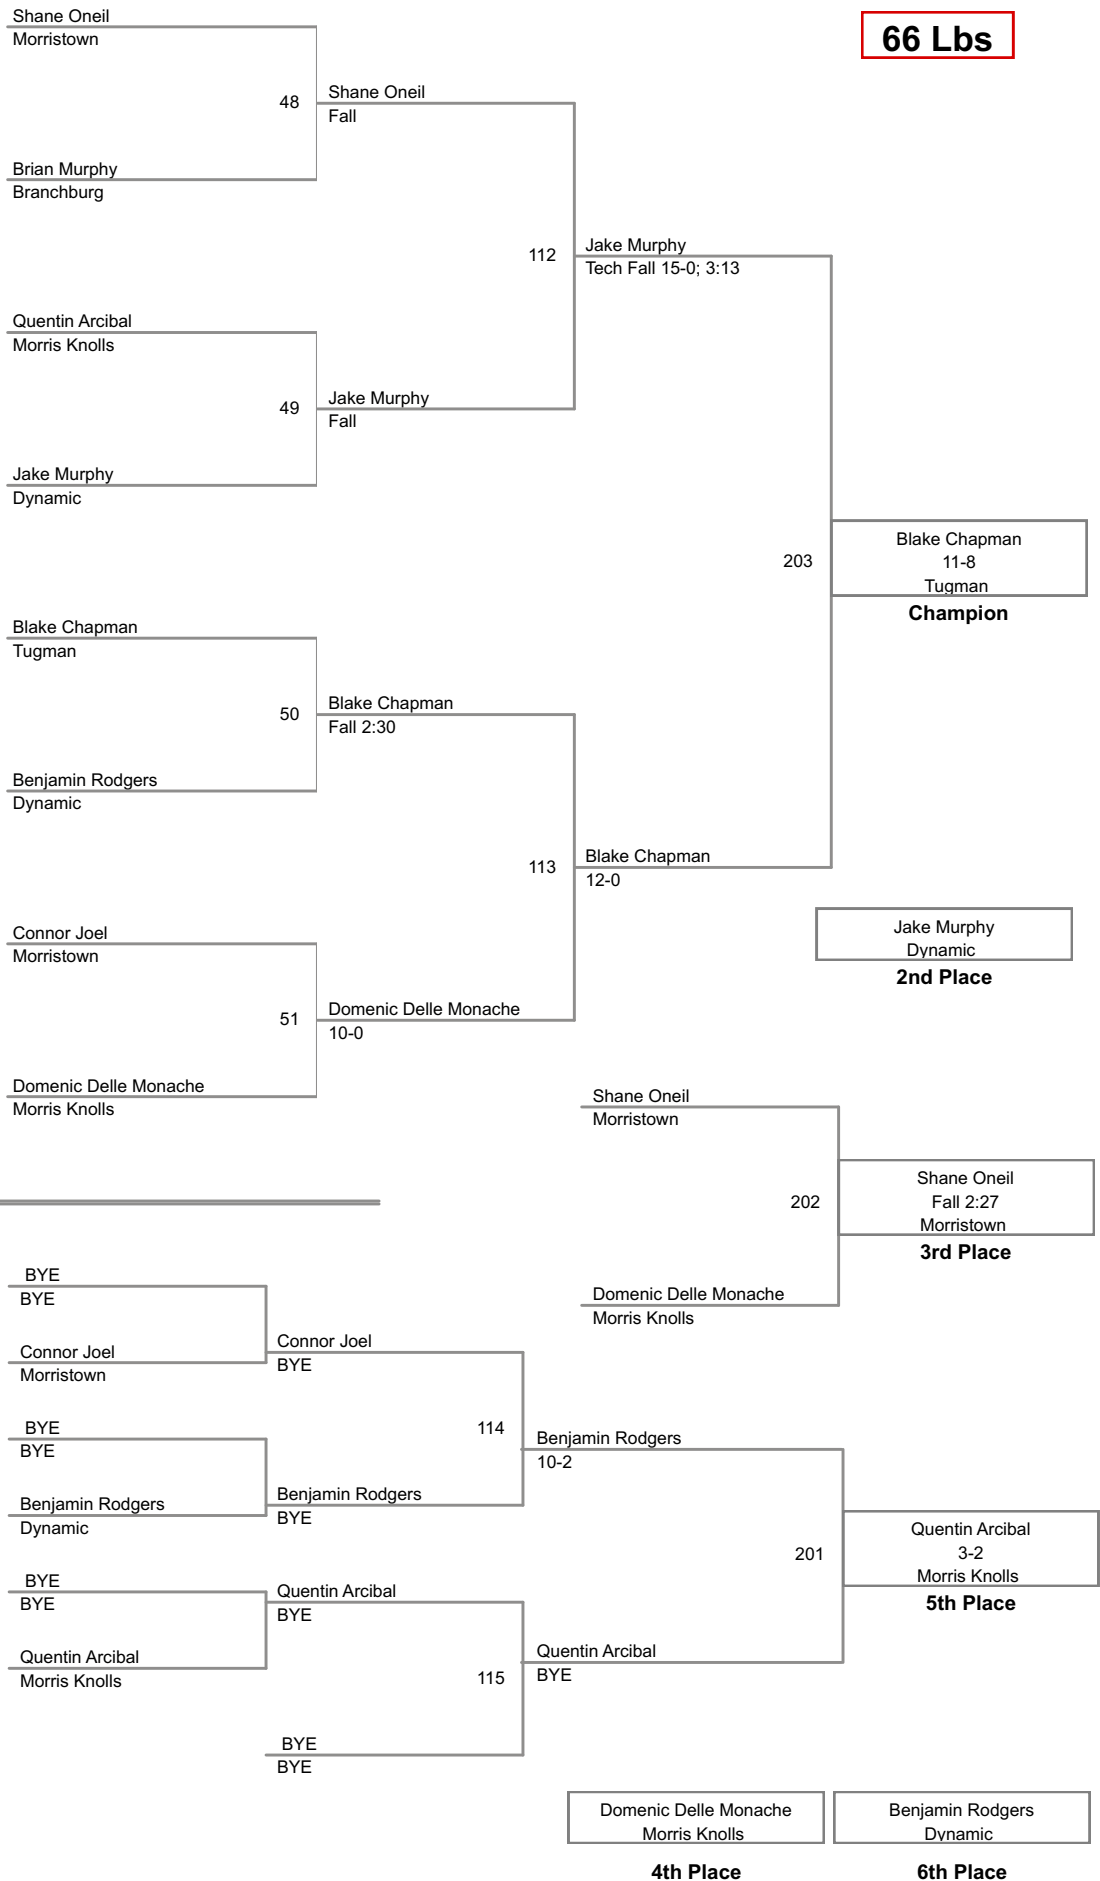 66 Lbs
Shane Oneil
Morristown
48
Shane Oneil
Fall
Brian Murphy
Branchburg
112
Jake Murphy
Tech Fall 15-0; 3:13
Quentin Arcibal
Morris Knolls
49
Jake Murphy
Fall
Jake Murphy
Dynamic
203
Blake Chapman
11-8
Tugman
Champion
Blake Chapman
Tugman
50
Blake Chapman
Fall 2:30
Benjamin Rodgers
Dynamic
113
Blake Chapman
12-0
Connor Joel
Morristown
51
Domenic Delle Monache
10-0
Domenic Delle Monache
Morris Knolls
Jake Murphy
Dynamic
2nd Place
Shane Oneil
Morristown
202
Shane Oneil
Fall 2:27
Morristown
3rd Place
Domenic Delle Monache
Morris Knolls
BYE
BYE
Connor Joel
BYE
Connor Joel
Morristown
BYE
BYE
114
Benjamin Rodgers
10-2
Benjamin Rodgers
BYE
Benjamin Rodgers
Dynamic
201
Quentin Arcibal
3-2
Morris Knolls
5th Place
BYE
BYE
Quentin Arcibal
BYE
Quentin Arcibal
Morris Knolls
115
Quentin Arcibal
BYE
BYE
BYE
Domenic Delle Monache
Morris Knolls
4th Place
Benjamin Rodgers
Dynamic
6th Place